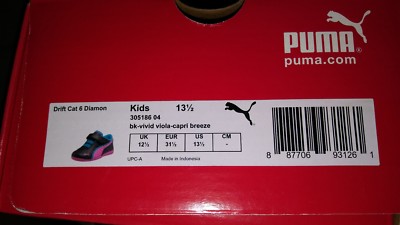 PUMA
puma.com
Drift Cat 6 Diamon
Kids 13½
305186 04
bk-vivid viola-capri breeze
UK EUR US CM
12½ 31½ 13½ -
UPC-A Made in Indonesia
8 87706 93126 1